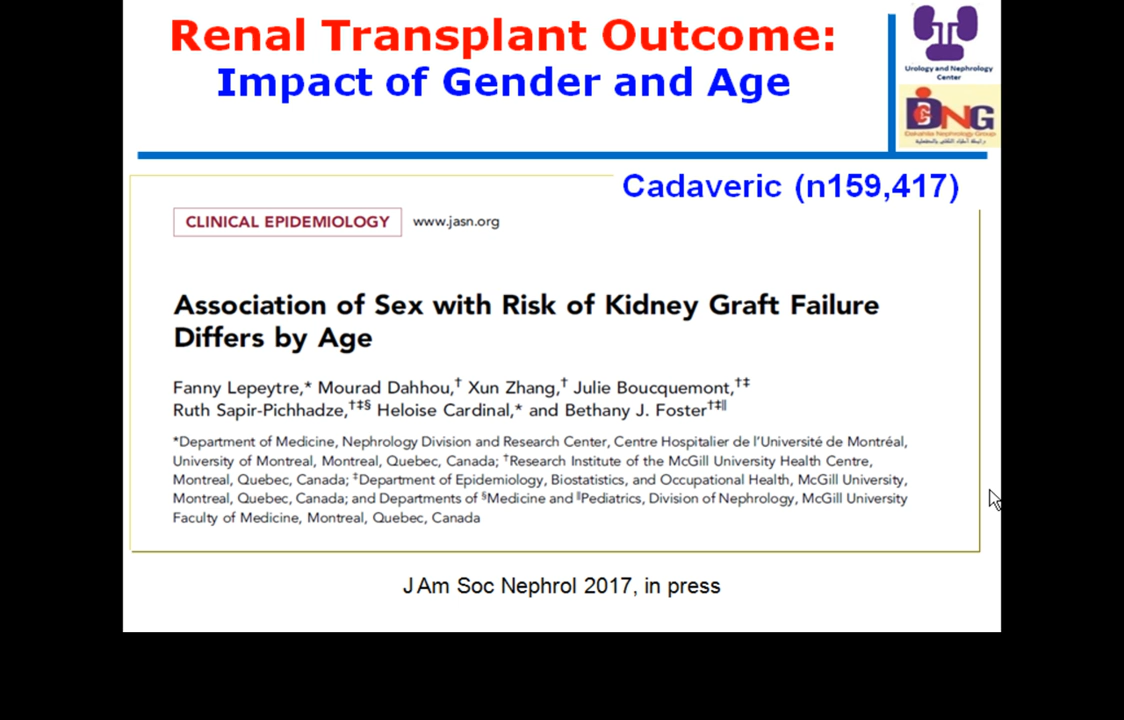 Renal Transplant Outcome:
Impact of Gender and Age
Urology and Nephrology
Center
DNG
Dakahlia Nephrology Group
Cadaveric (n159,417)
CLINICAL EPIDEMIOLOGY www.jasn.org
Association of Sex with Risk of Kidney Graft Failure
Differs by Age
Fanny Lepeytre,* Mourad Dahhou,† Xun Zhang,† Julie Boucquemont,†‡
Ruth Sapir-Pichhadze,†‡§ Heloise Cardinal,* and Bethany J. Foster†‡||
*Department of Medicine, Nephrology Division and Research Center, Centre Hospitalier de l'Université de Montréal,
University of Montreal, Montreal, Quebec, Canada; †Research Institute of the McGill University Health Centre,
Montreal, Quebec, Canada; ‡Department of Epidemiology, Biostatistics, and Occupational Health, McGill University,
Montreal, Quebec, Canada; and Departments of §Medicine and ||Pediatrics, Division of Nephrology, McGill University
Faculty of Medicine, Montreal, Quebec, Canada
J Am Soc Nephrol 2017, in press